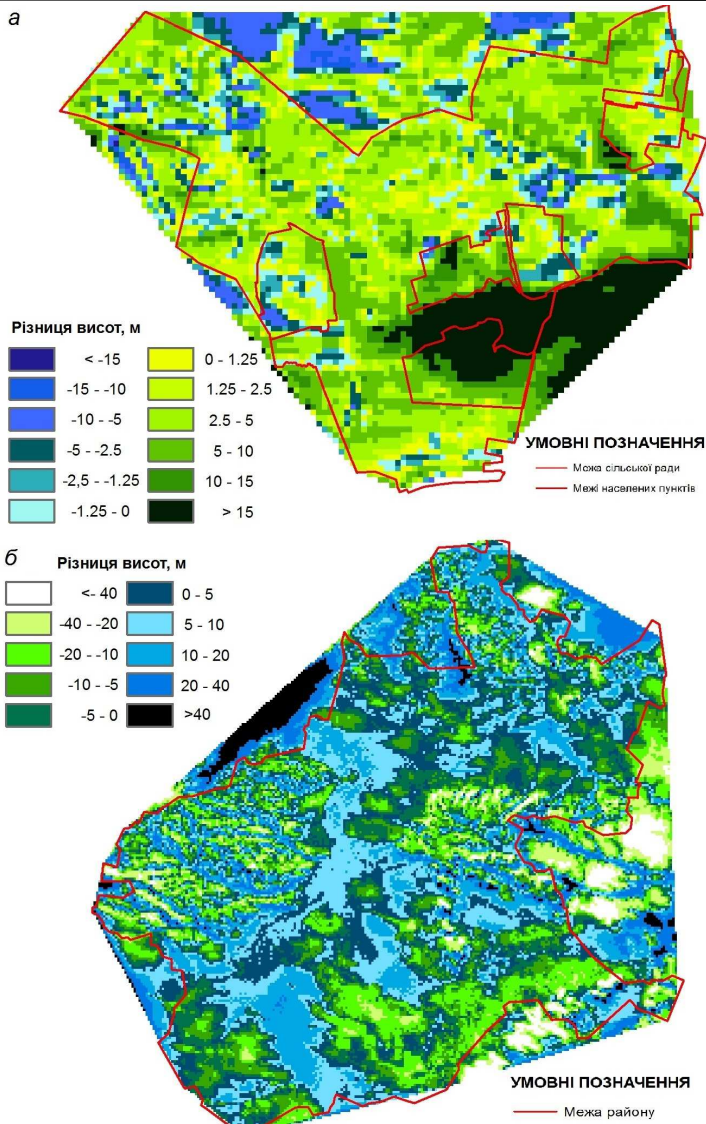 а
Різниця висот, м
< -15 0 - 1.25
-15 - -10 1.25 - 2.5
-10 - -5 2.5 - 5
-5 - -2.5 5 - 10
-2,5 - -1.25 10 - 15
-1.25 - 0 > 15
УМОВНІ ПОЗНАЧЕННЯ
Межа сільської ради
Межі населених пунктів
б
Різниця висот, м
<- 40 0 - 5
-40 - -20 5 - 10
-20 - -10 10 - 20
-10 - -5 20 - 40
-5 - 0 >40
УМОВНІ ПОЗНАЧЕННЯ
Межа району